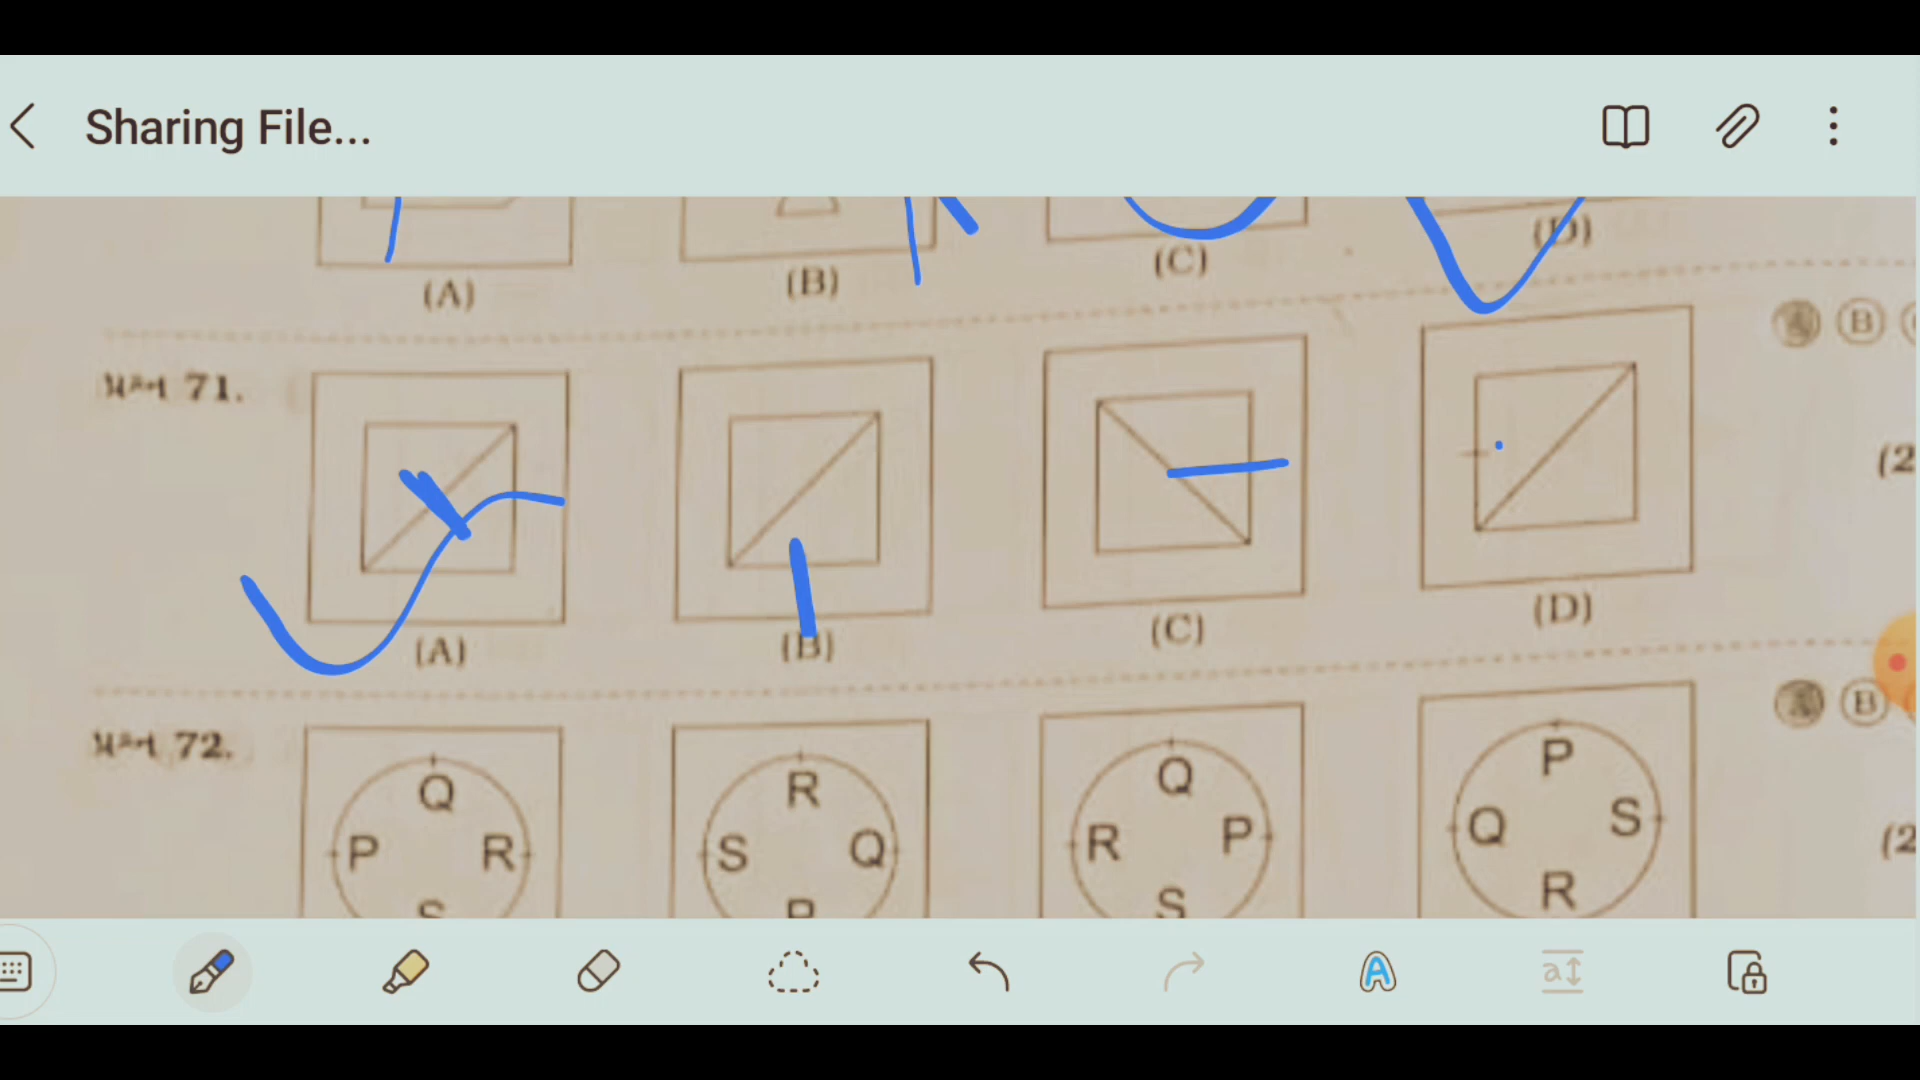 Sharing File...
(A) (B) (C) (D)
71.
B
(A) (B) (C) (D)
72.
B
Q R Q P
P R S Q R P Q S
S S R